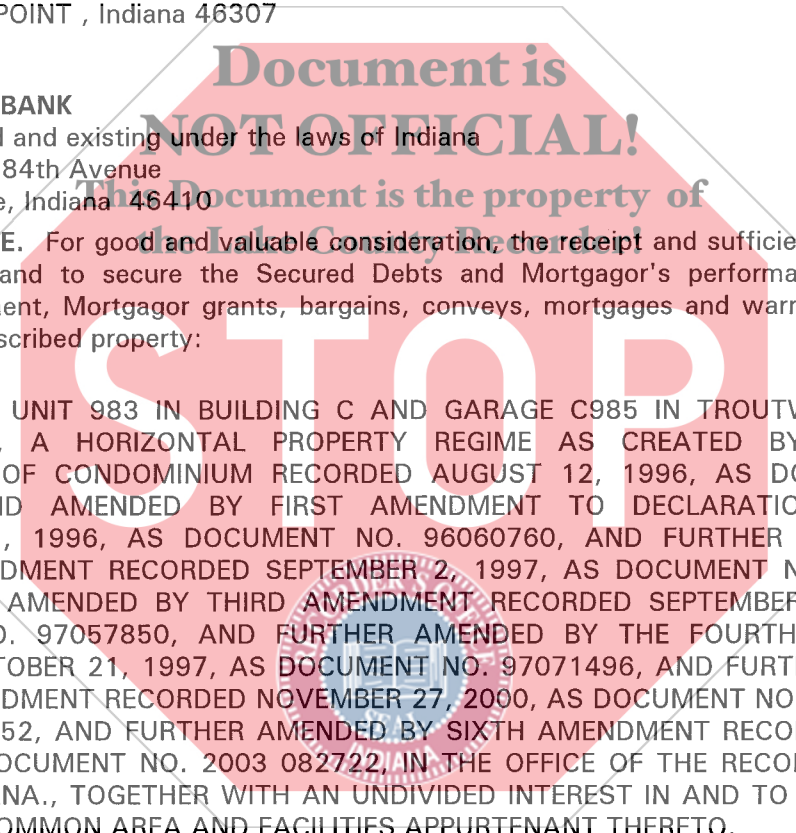 POINT , Indiana 46307
Document is
BANK
NOT OFFICIAL!
l and existing under the laws of Indiana
84th Avenue
This Document is the property of
e, Indiana 46410
the Lake County Recorder!
E. For good and valuable consideration, the receipt and sufficie
and to secure the Secured Debts and Mortgagor's performa
ent, Mortgagor grants, bargains, conveys, mortgages and warr
scribed property:
STOP
UNIT 983 IN BUILDING C AND GARAGE C985 IN TROUTV
, A HORIZONTAL PROPERTY REGIME AS CREATED BY
OF CONDOMINIUM RECORDED AUGUST 12, 1996, AS DO
ND AMENDED BY FIRST AMENDMENT TO DECLARATIO
, 1996, AS DOCUMENT NO. 96060760, AND FURTHER
DMENT RECORDED SEPTEMBER 2, 1997, AS DOCUMENT N
AMENDED BY THIRD AMENDMENT RECORDED SEPTEMBER
O. 97057850, AND FURTHER AMENDED BY THE FOURTH
TOBER 21, 1997, AS DOCUMENT NO. 97071496, AND FURT
DMENT RECORDED NOVEMBER 27, 2000, AS DOCUMENT NO
52, AND FURTHER AMENDED BY SIXTH AMENDMENT RECO
OCUMENT NO. 2003 082722, IN THE OFFICE OF THE RECO
NA., TOGETHER WITH AN UNDIVIDED INTEREST IN AND TO
OMMON AREA AND FACILITIES APPURTENANT THERETO.
SEAL
INDIANA